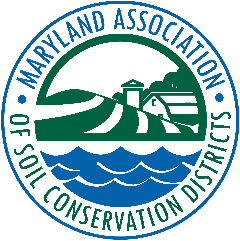 • MARYLAND ASSOCIATION •
OF SOIL CONSERVATION DISTRICTS